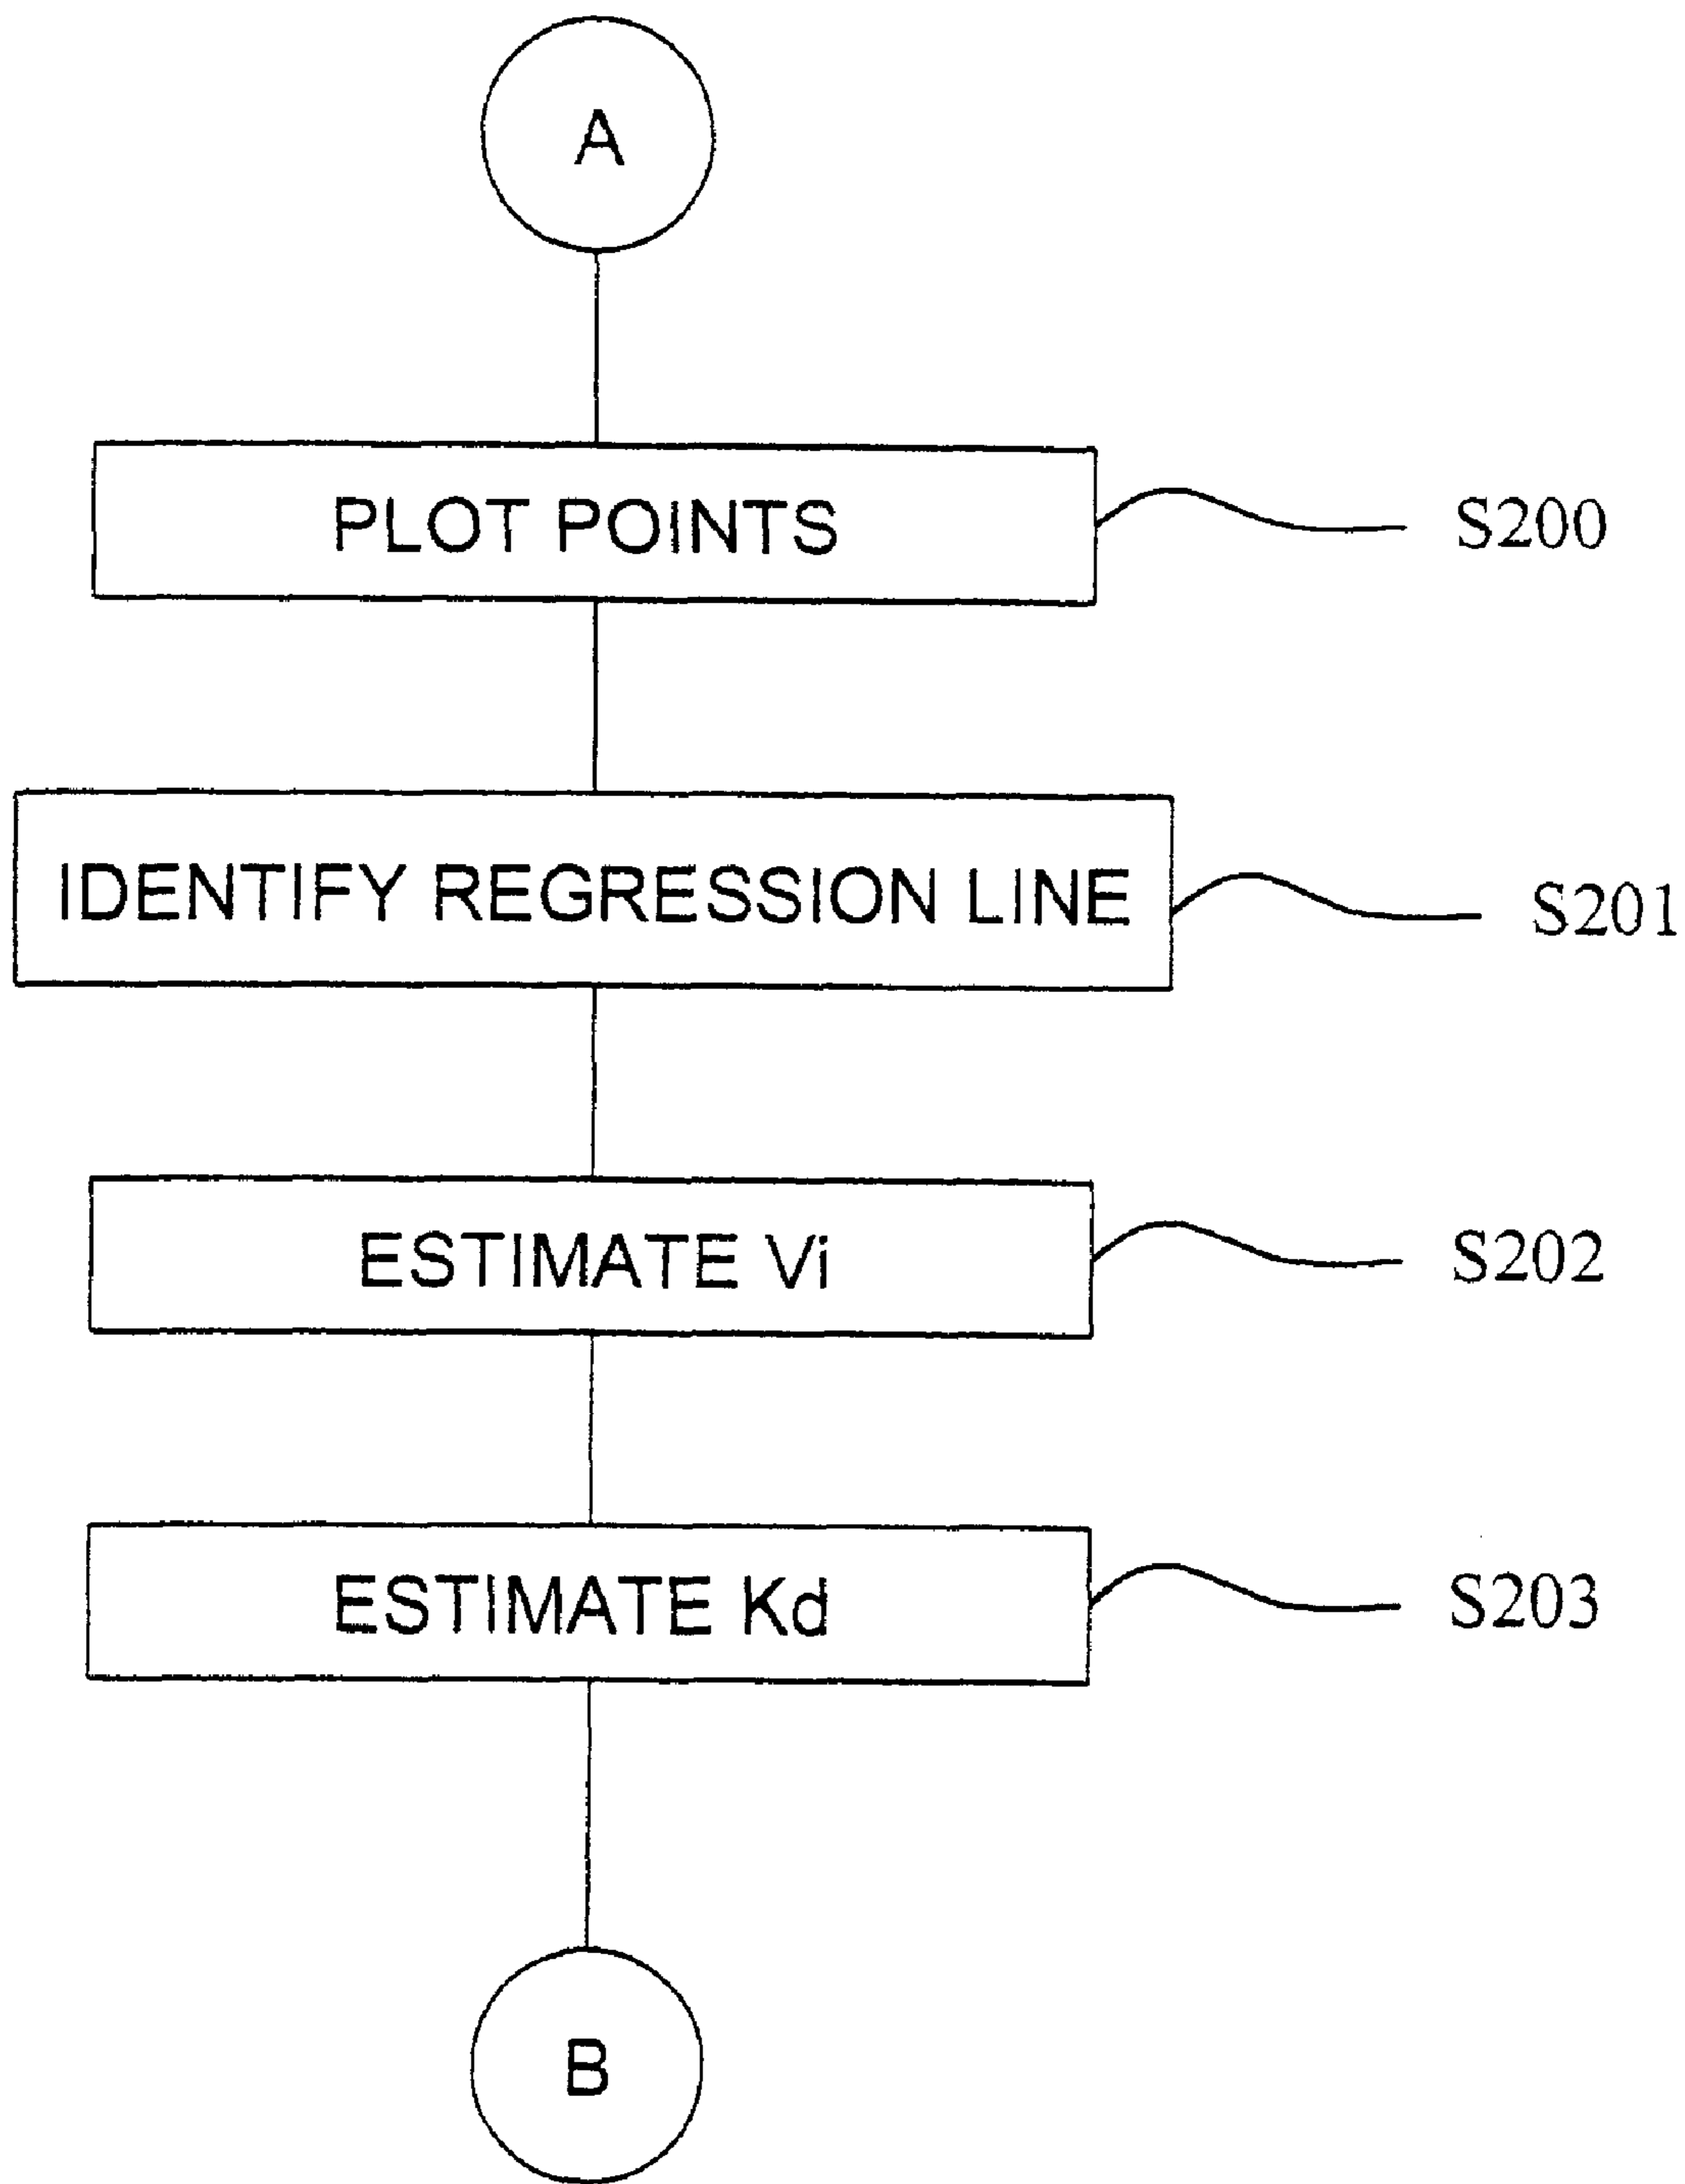 A
PLOT POINTS
S200
IDENTIFY REGRESSION LINE
S201
ESTIMATE Vi
S202
ESTIMATE Kd
S203
B